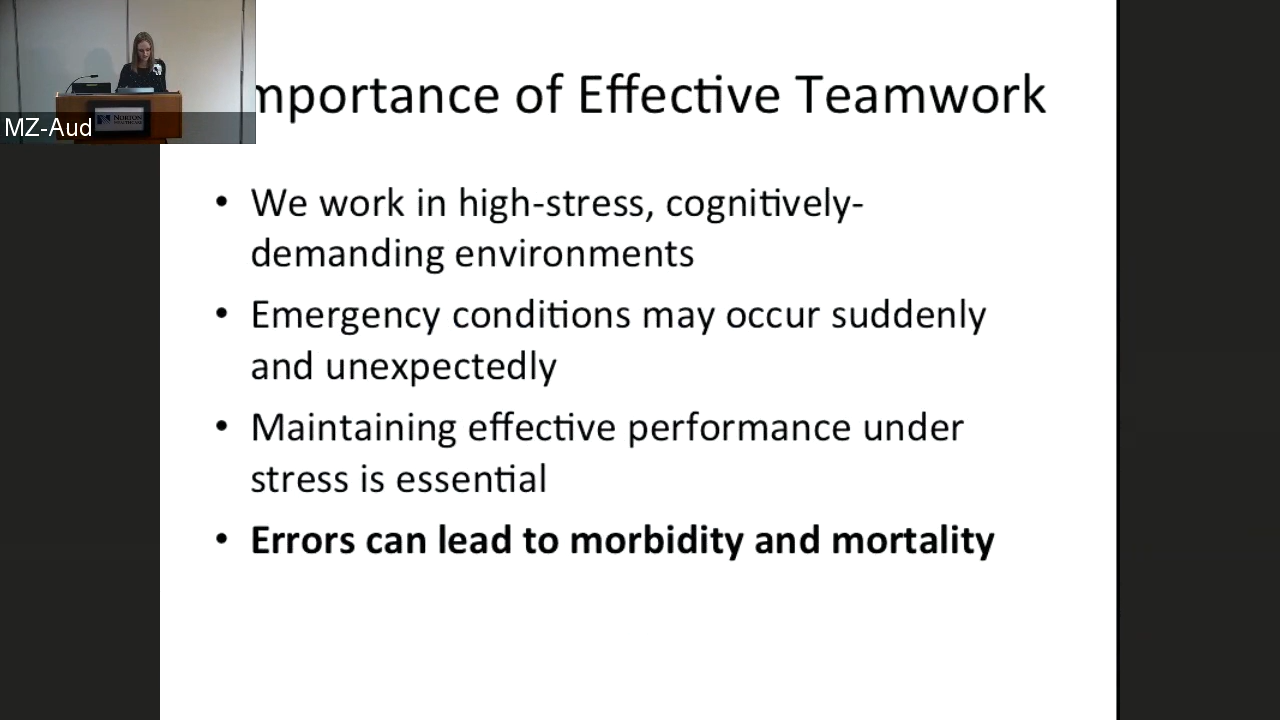 mportance of Effective Teamwork
MZ-Aud
NORTON
• We work in high-stress, cognitively-
demanding environments
• Emergency conditions may occur suddenly
and unexpectedly
• Maintaining effective performance under
stress is essential
• Errors can lead to morbidity and mortality